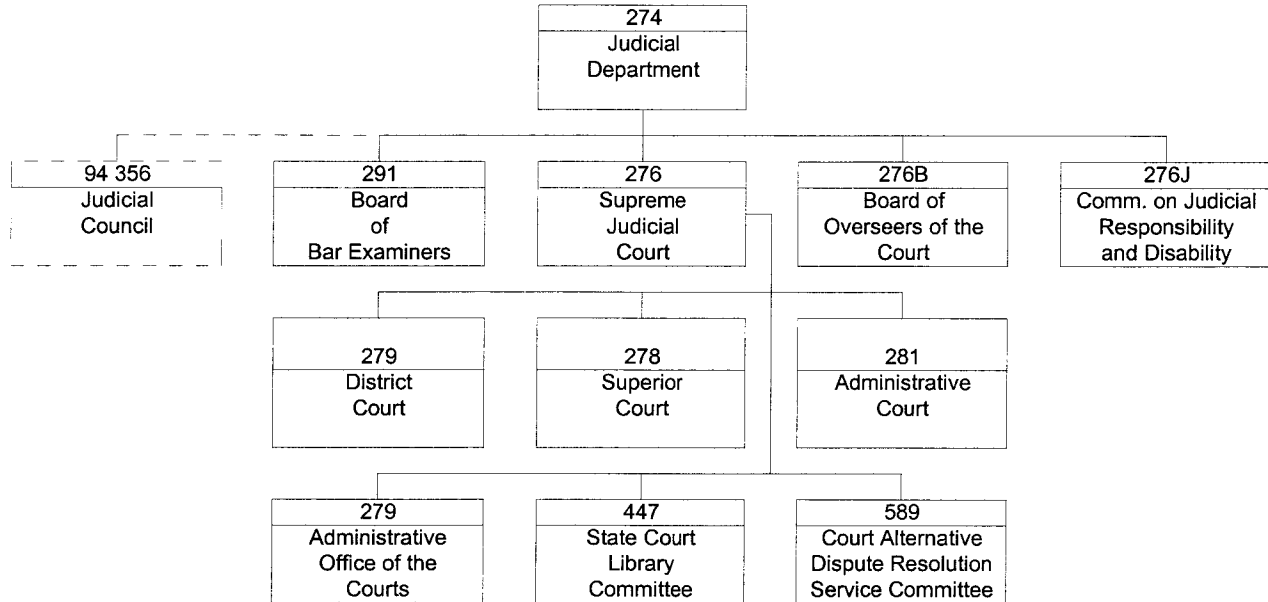 274
Judicial
Department
94 356
Judicial
Council
291
Board
of
Bar Examiners
276
Supreme
Judicial
Court
276B
Board of
Overseers of the
Court
276J
Comm. on Judicial
Responsibility
and Disability
279
District
Court
278
Superior
Court
281
Administrative
Court
279
Administrative
Office of the
Courts
447
State Court
Library
Committee
589
Court Alternative
Dispute Resolution
Service Committee